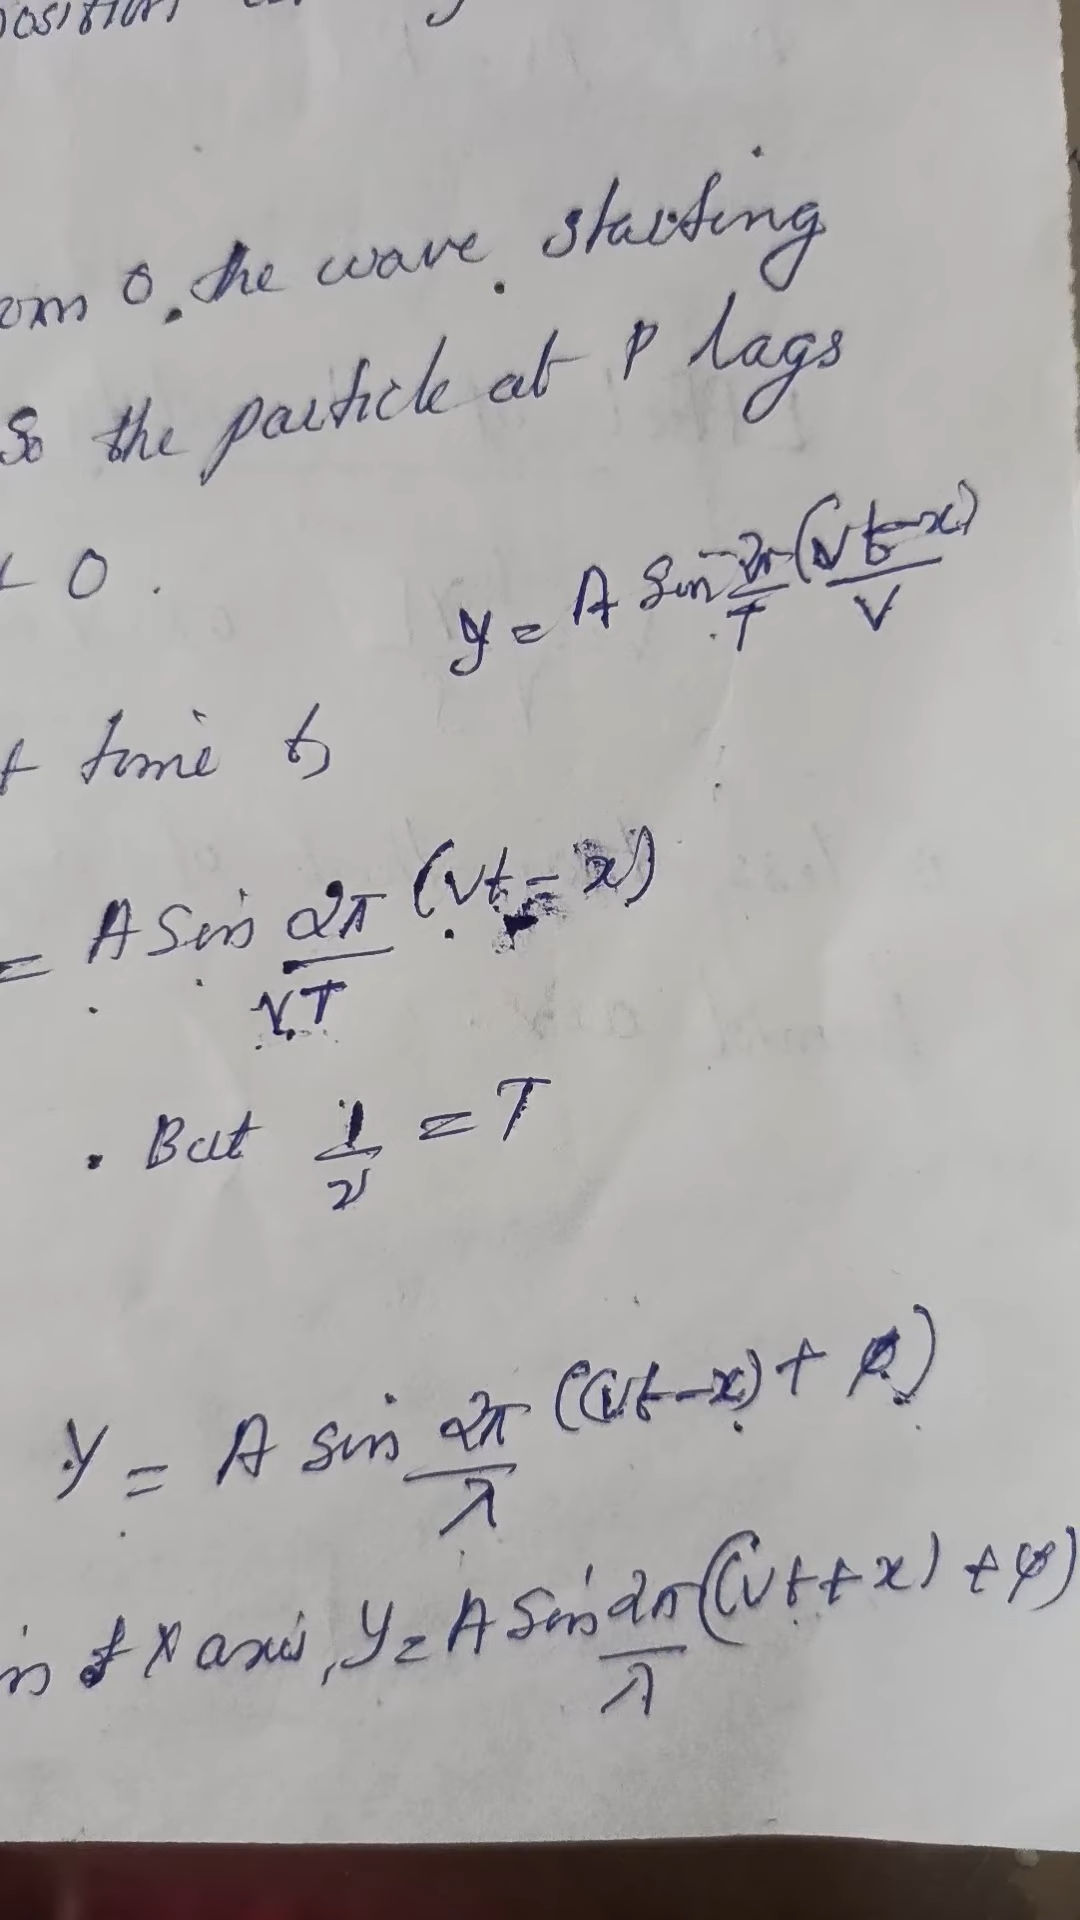 the wave starting
So the particle at P lags
0.
y = A Sin 2π/T (Vt-x)/V
time t,
= A Sin 2π/VT (Vt - x)
But 1/ν = T
Y = A sin 2π/λ ((Vt-x) + φ)
X axis, Y = A Sin 2π/λ ((Vt+x) + φ)